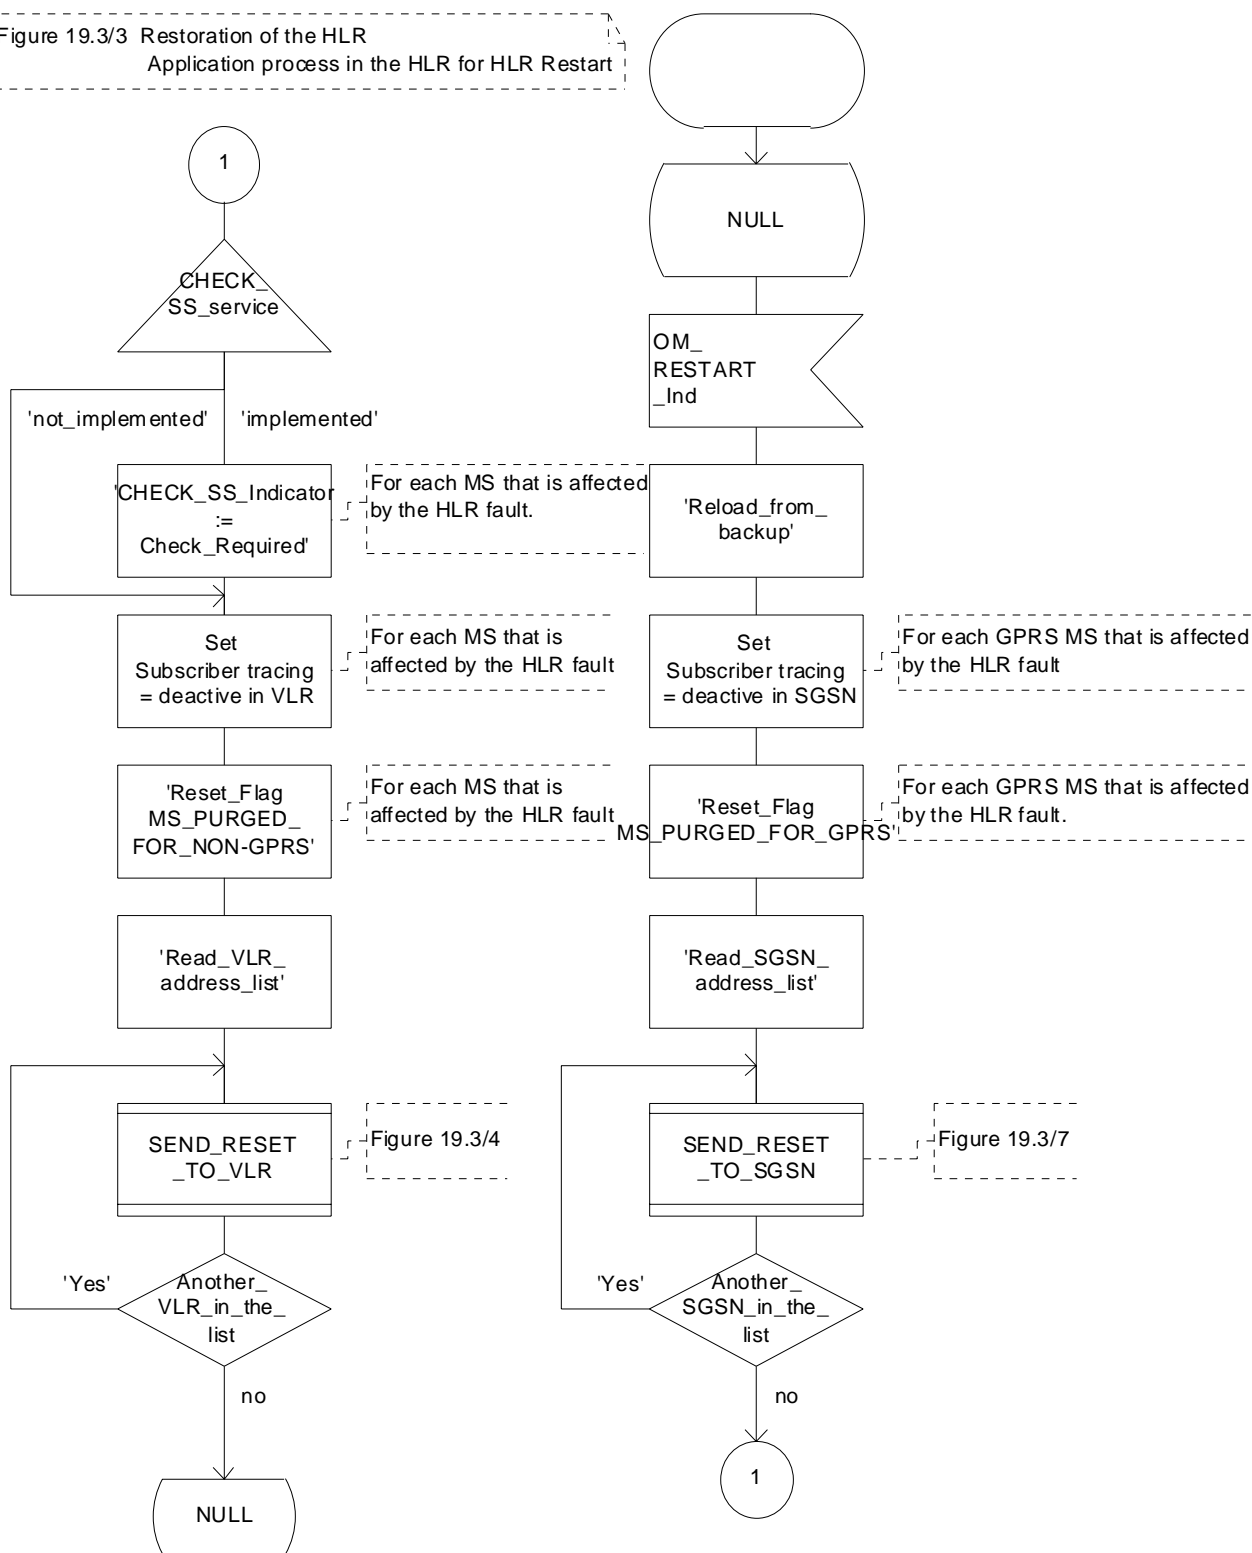 Figure 19.3/3 Restoration of the HLR
Application process in the HLR for HLR Restart
1
CHECK_
SS_service
'not_implemented'
'implemented'
'CHECK_SS_Indicator
:=
Check_Required'
For each MS that is affected
by the HLR fault.
Set
Subscriber tracing
= deactive in VLR
For each MS that is
affected by the HLR fault
'Reset_Flag
MS_PURGED_
FOR_NON-GPRS'
For each MS that is
affected by the HLR fault
'Read_VLR_
address_list'
SEND_RESET
_TO_VLR
Figure 19.3/4
'Yes'
Another_
VLR_in_the_
list
no
NULL
NULL
OM_
RESTART
_Ind
'Reload_from_
backup'
Set
Subscriber tracing
= deactive in SGSN
For each GPRS MS that is affected
by the HLR fault
'Reset_Flag
MS_PURGED_FOR_GPRS'
For each GPRS MS that is affected
by the HLR fault.
'Read_SGSN_
address_list'
SEND_RESET
_TO_SGSN
Figure 19.3/7
'Yes'
Another_
SGSN_in_the_
list
no
1